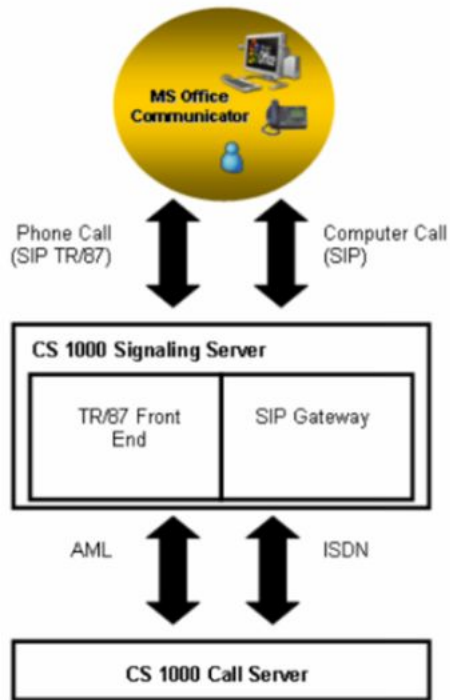 MS Office
Communicator
Phone Call
(SIP TR/87)
Computer Call
(SIP)
CS 1000 Signaling Server
TR/87 Front
End
SIP Gateway
AML
ISDN
CS 1000 Call Server